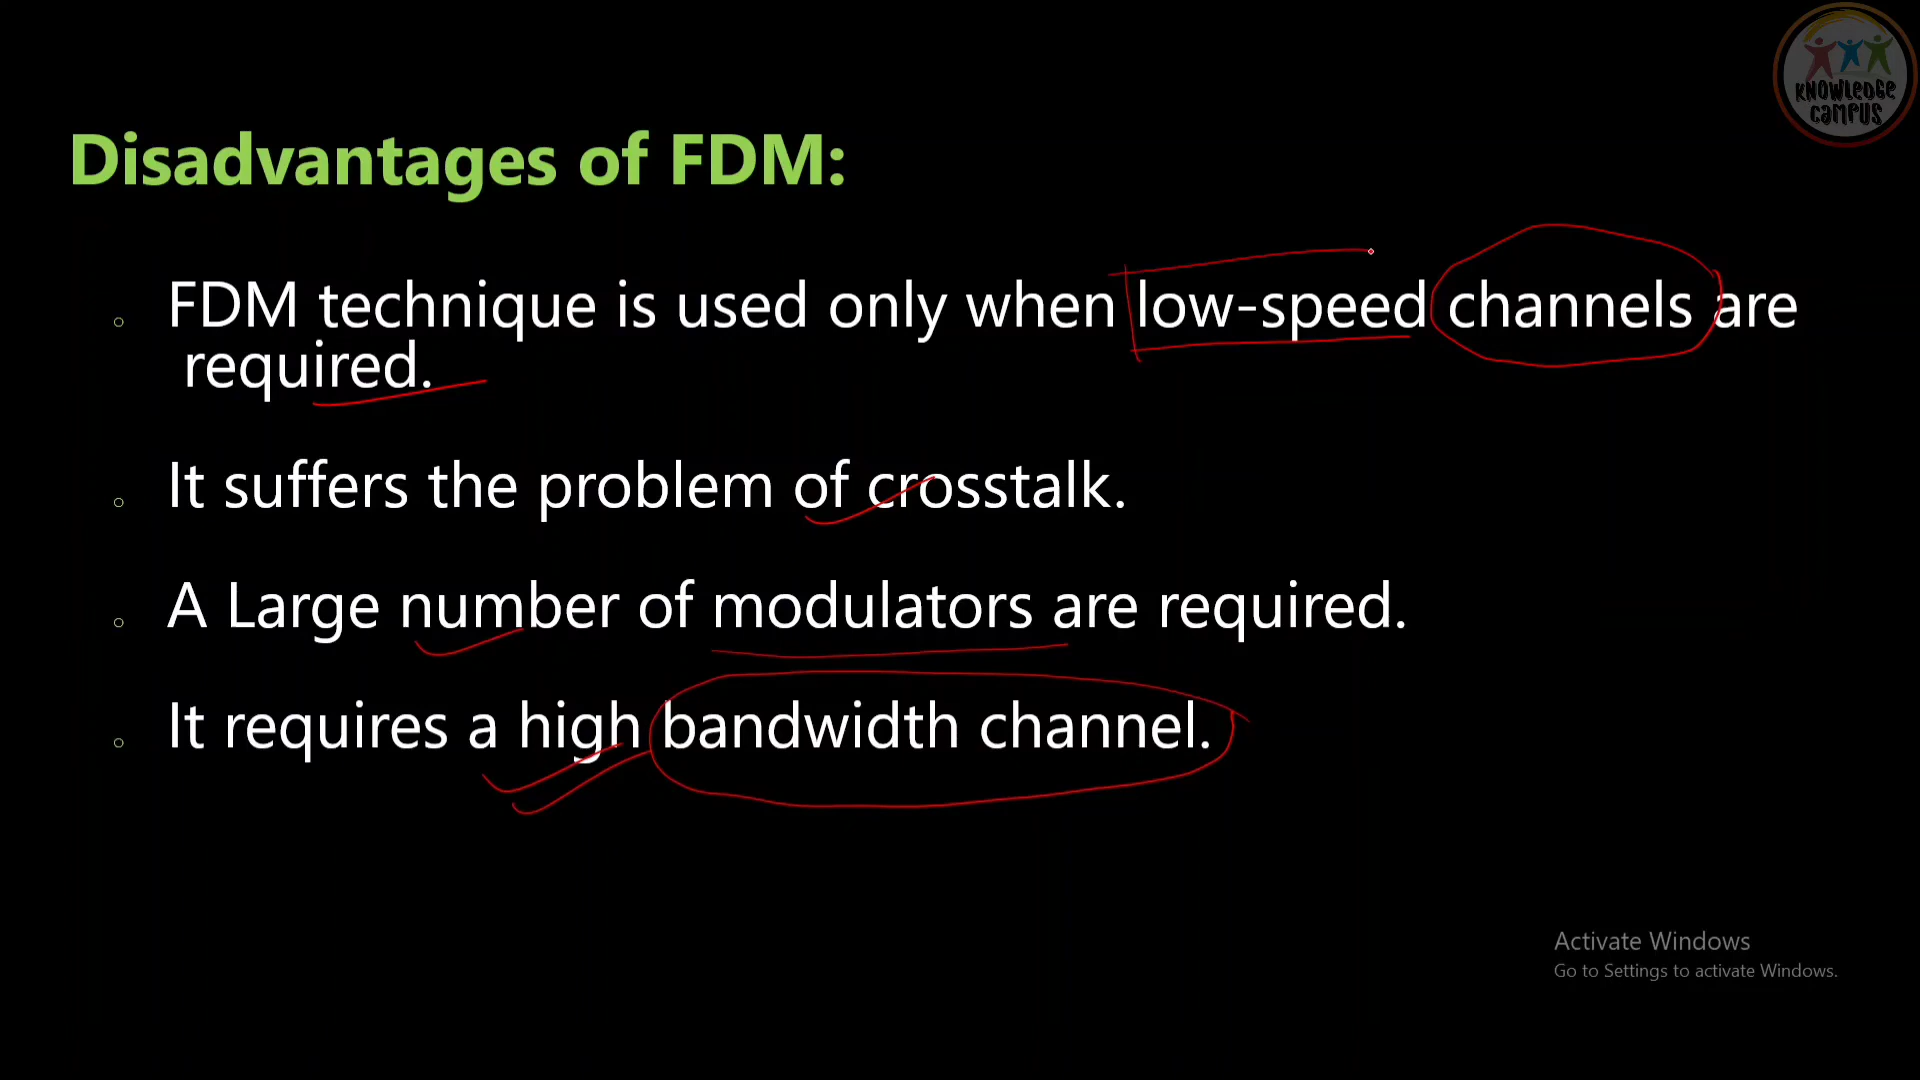 KNOWLEDGE
CAMPUS
Disadvantages of FDM:
FDM technique is used only when low-speed channels are
required.
It suffers the problem of crosstalk.
A Large number of modulators are required.
It requires a high bandwidth channel.
Activate Windows
Go to Settings to activate Windows.